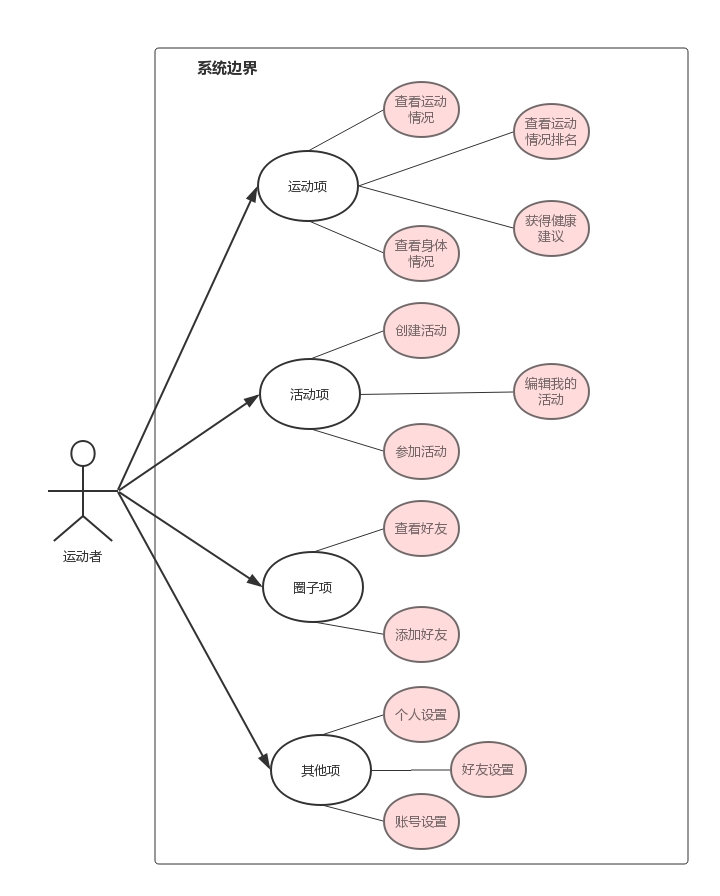 系统边界
查看运动
情况
查看运动
情况排名
运动项
获得健康
建议
查看身体
情况
创建活动
编辑我的
活动
活动项
参加活动
查看好友
运动者
圈子项
添加好友
个人设置
其他项
好友设置
账号设置